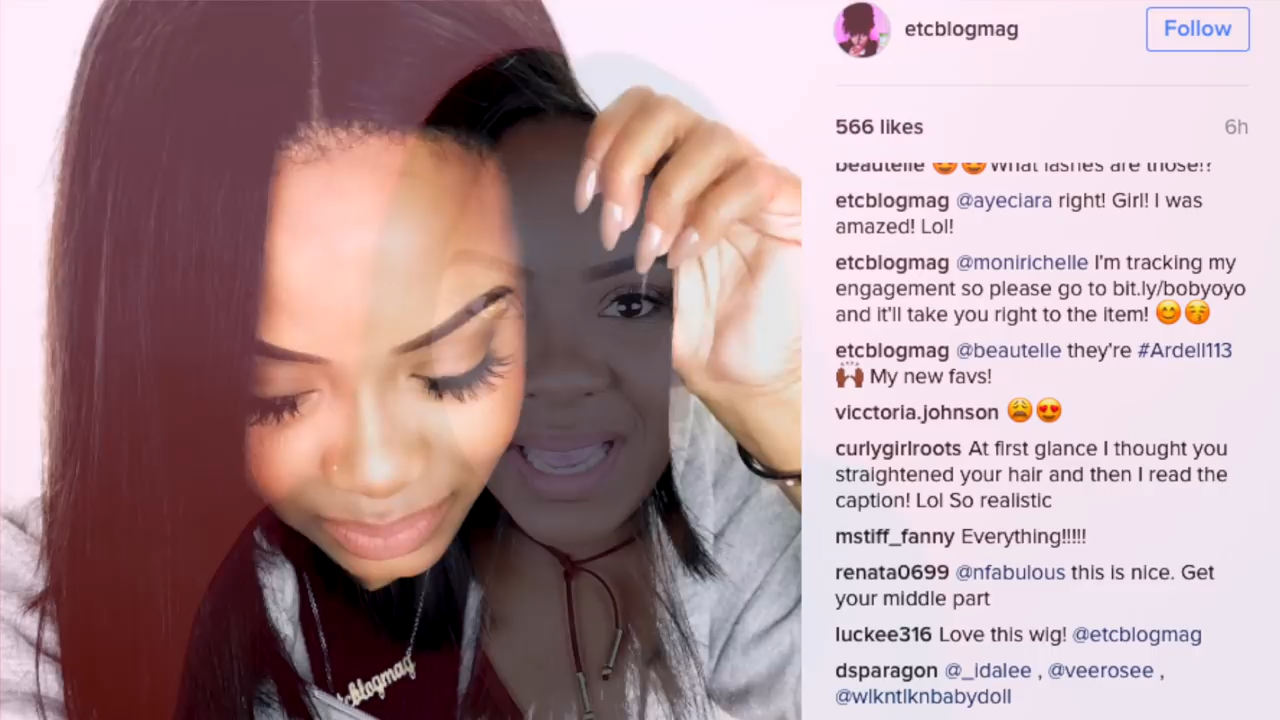 etcblogmag
Follow
566 likes
6h
beautelle 😍😍What lashes are those!?
etcblogmag @ayeciara right! Girl! I was
amazed! Lol!
etcblogmag @monirichelle I'm tracking my
engagement so please go to bit.ly/bobyoyo
and it'll take you right to the item! 😊😚
etcblogmag @beautelle they're #Ardell113
🙌🏾 My new favs!
vicctoria.johnson 😩😍
curlygirlroots At first glance I thought you
straightened your hair and then I read the
caption! Lol So realistic
mstiff_fanny Everything!!!!!
renata0699 @nfabulous this is nice. Get
your middle part
luckee316 Love this wig! @etcblogmag
dsparagon @_idalee , @veerosee ,
@wlkntlknbabydoll
etcblogmag